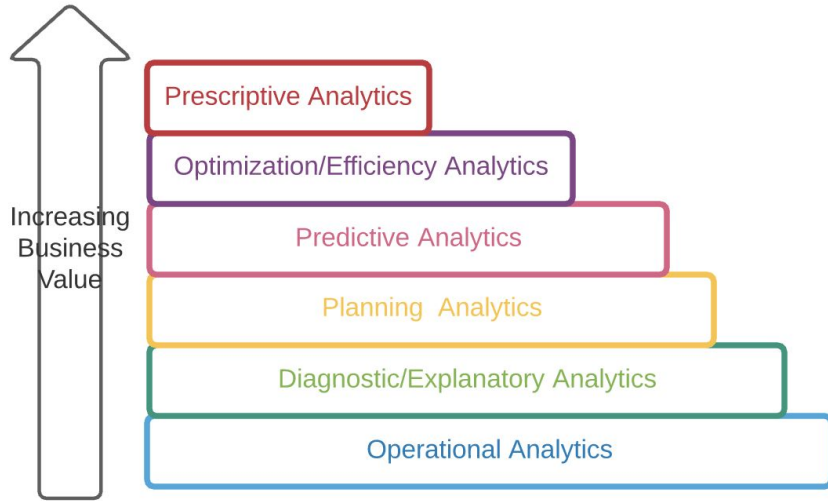 Prescriptive Analytics
Optimization/Efficiency Analytics
Increasing
Business
Value
Predictive Analytics
Planning  Analytics
Diagnostic/Explanatory Analytics
Operational Analytics